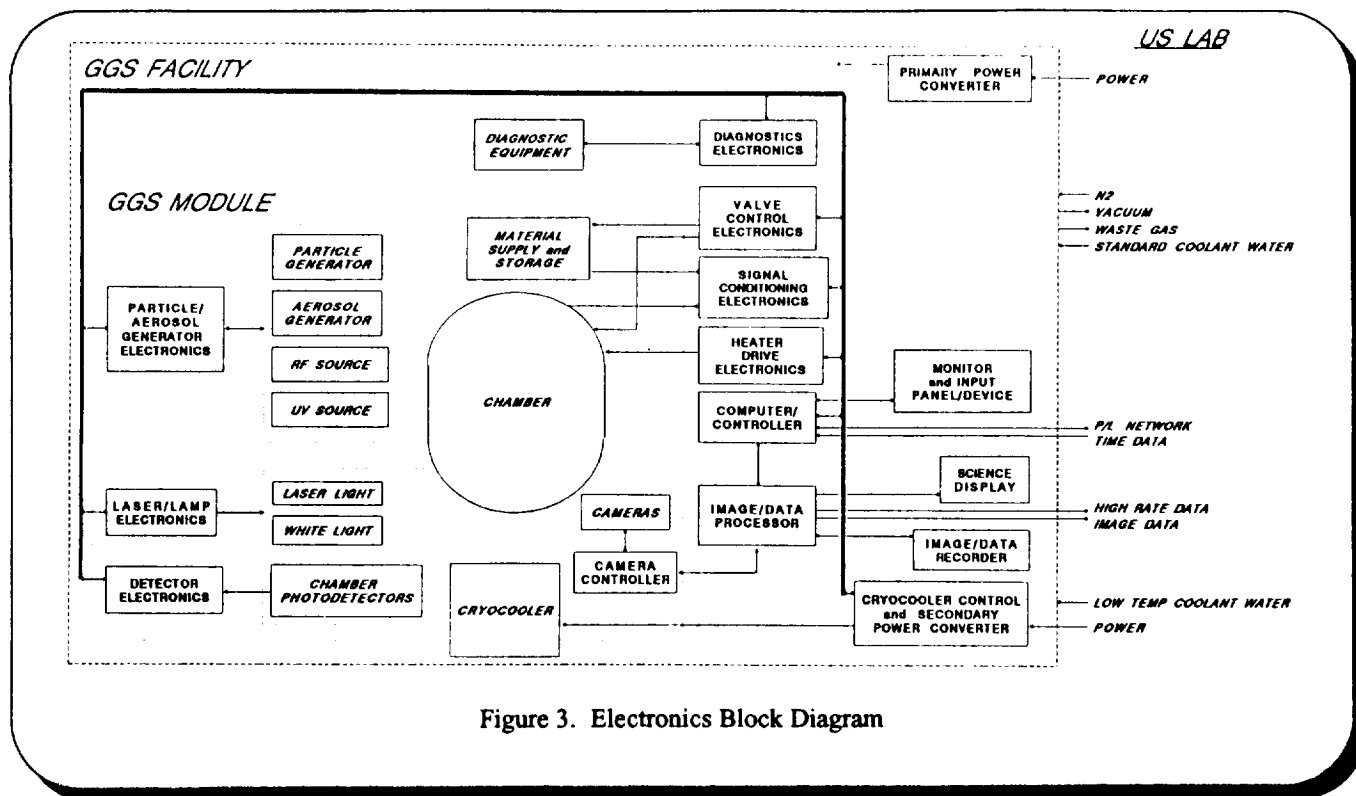 US LAB
GGS FACILITY
PRIMARY POWER
CONVERTER
POWER
DIAGNOSTIC
EQUIPMENT
DIAGNOSTICS
ELECTRONICS
GGS MODULE
N2
VACUUM
WASTE GAS
STANDARD COOLANT WATER
VALVE
CONTROL
ELECTRONICS
MATERIAL
SUPPLY and
STORAGE
PARTICLE
GENERATOR
SIGNAL
CONDITIONING
ELECTRONICS
PARTICLE/
AEROSOL
GENERATOR
ELECTRONICS
AEROSOL
GENERATOR
RF SOURCE
UV SOURCE
HEATER
DRIVE
ELECTRONICS
MONITOR
and INPUT
PANEL/DEVICE
CHAMBER
COMPUTER/
CONTROLLER
P/L NETWORK
TIME DATA
SCIENCE
DISPLAY
LASER/LAMP
ELECTRONICS
LASER LIGHT
WHITE LIGHT
CAMERAS
IMAGE/DATA
PROCESSOR
HIGH RATE DATA
IMAGE DATA
IMAGE/DATA
RECORDER
CAMERA
CONTROLLER
DETECTOR
ELECTRONICS
CHAMBER
PHOTODETECTORS
CRYOCOOLER
CRYOCOOLER CONTROL
and SECONDARY
POWER CONVERTER
LOW TEMP COOLANT WATER
POWER
Figure 3. Electronics Block Diagram